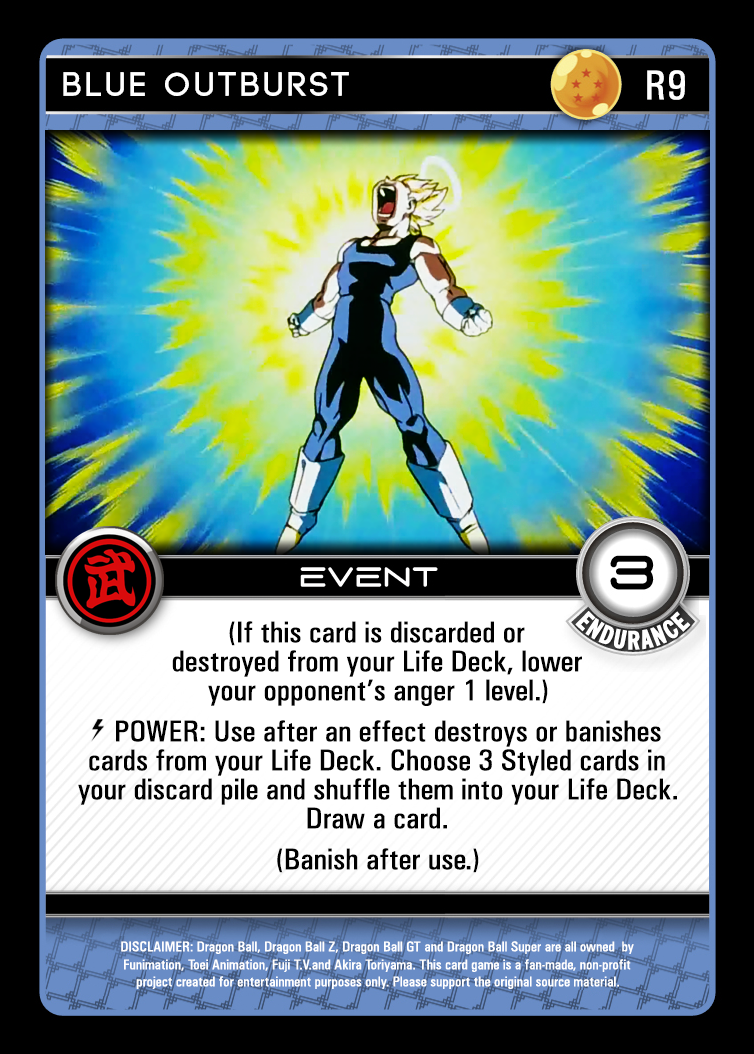 BLUE OUTBURST
R9
武
EVENT
3
ENDURANCE
(If this card is discarded or
destroyed from your Life Deck, lower
your opponent's anger 1 level.)
POWER: Use after an effect destroys or banishes
cards from your Life Deck. Choose 3 Styled cards in
your discard pile and shuffle them into your Life Deck.
Draw a card.
(Banish after use.)
DISCLAIMER: Dragon Ball, Dragon Ball Z, Dragon Ball GT and Dragon Ball Super are all owned by
Funimation, Toei Animation, Fuji T.V.and Akira Toriyama. This card game is a fan-made, non-profit
project created for entertainment purposes only. Please support the original source material.